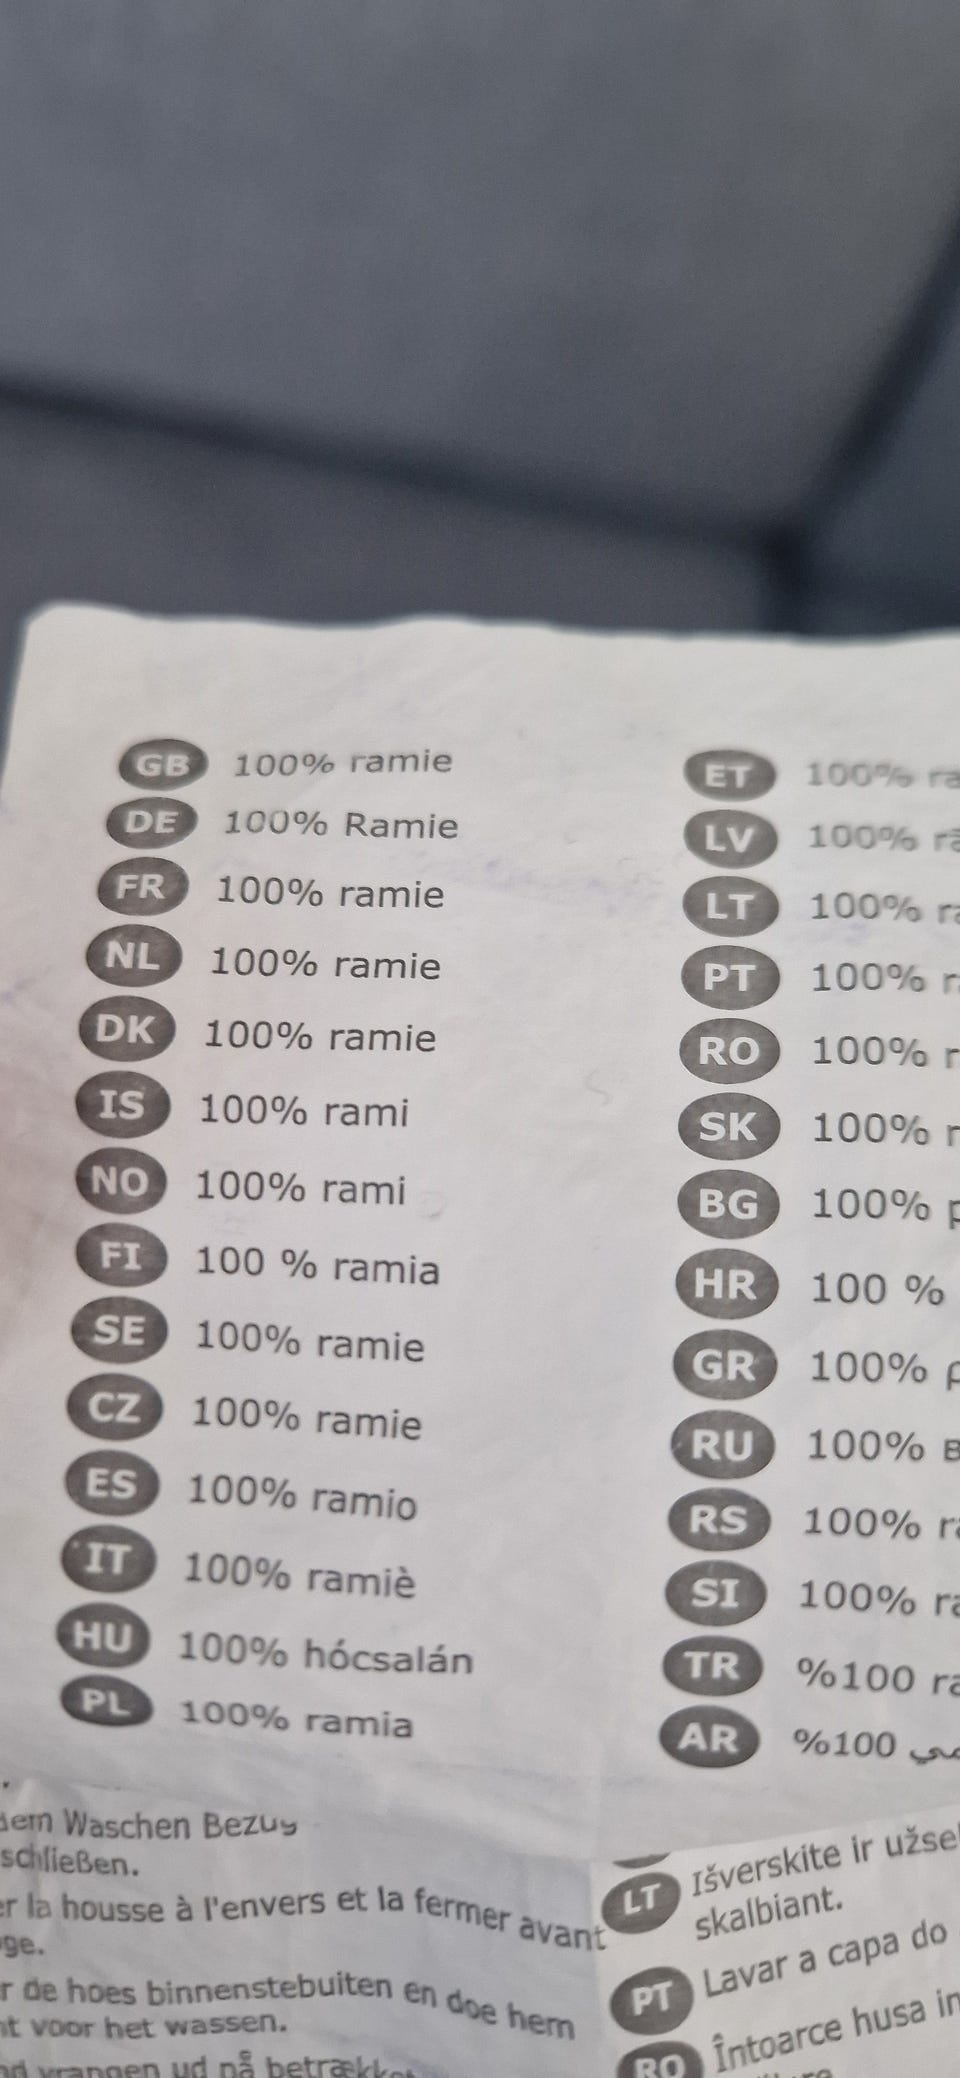 GB 100% ramie
DE 100% Ramie
FR 100% ramie
NL 100% ramie
DK 100% ramie
IS 100% rami
NO 100% rami
FI 100 % ramia
SE 100% ramie
CZ 100% ramie
ES 100% ramio
IT 100% ramiè
HU 100% hócsalán
PL 100% ramia
ET 100%
LV 100%
LT 100%
PT 100%
RO 100%
SK 100%
BG 100%
HR 100 %
GR 100%
RU 100%
RS 100%
SI 100%
TR %100
AR %100
dem Waschen Bezug
schließen.
la housse à l'envers et la fermer avant
de hoes binnenstebuiten en doe hem
voor het wassen.
vrangen ud på
LT Išverskite ir
skalbiant.
PT Lavar a capa do
RO Întoarce husa